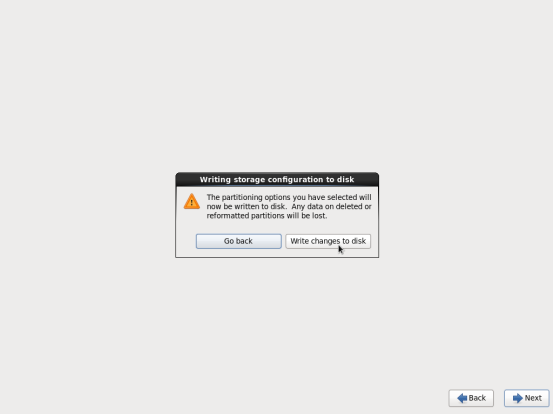 Writing storage configuration to disk
The partitioning options you have selected will
now be written to disk.  Any data on deleted or
reformatted partitions will be lost.
Go back
Write changes to disk
Back
Next